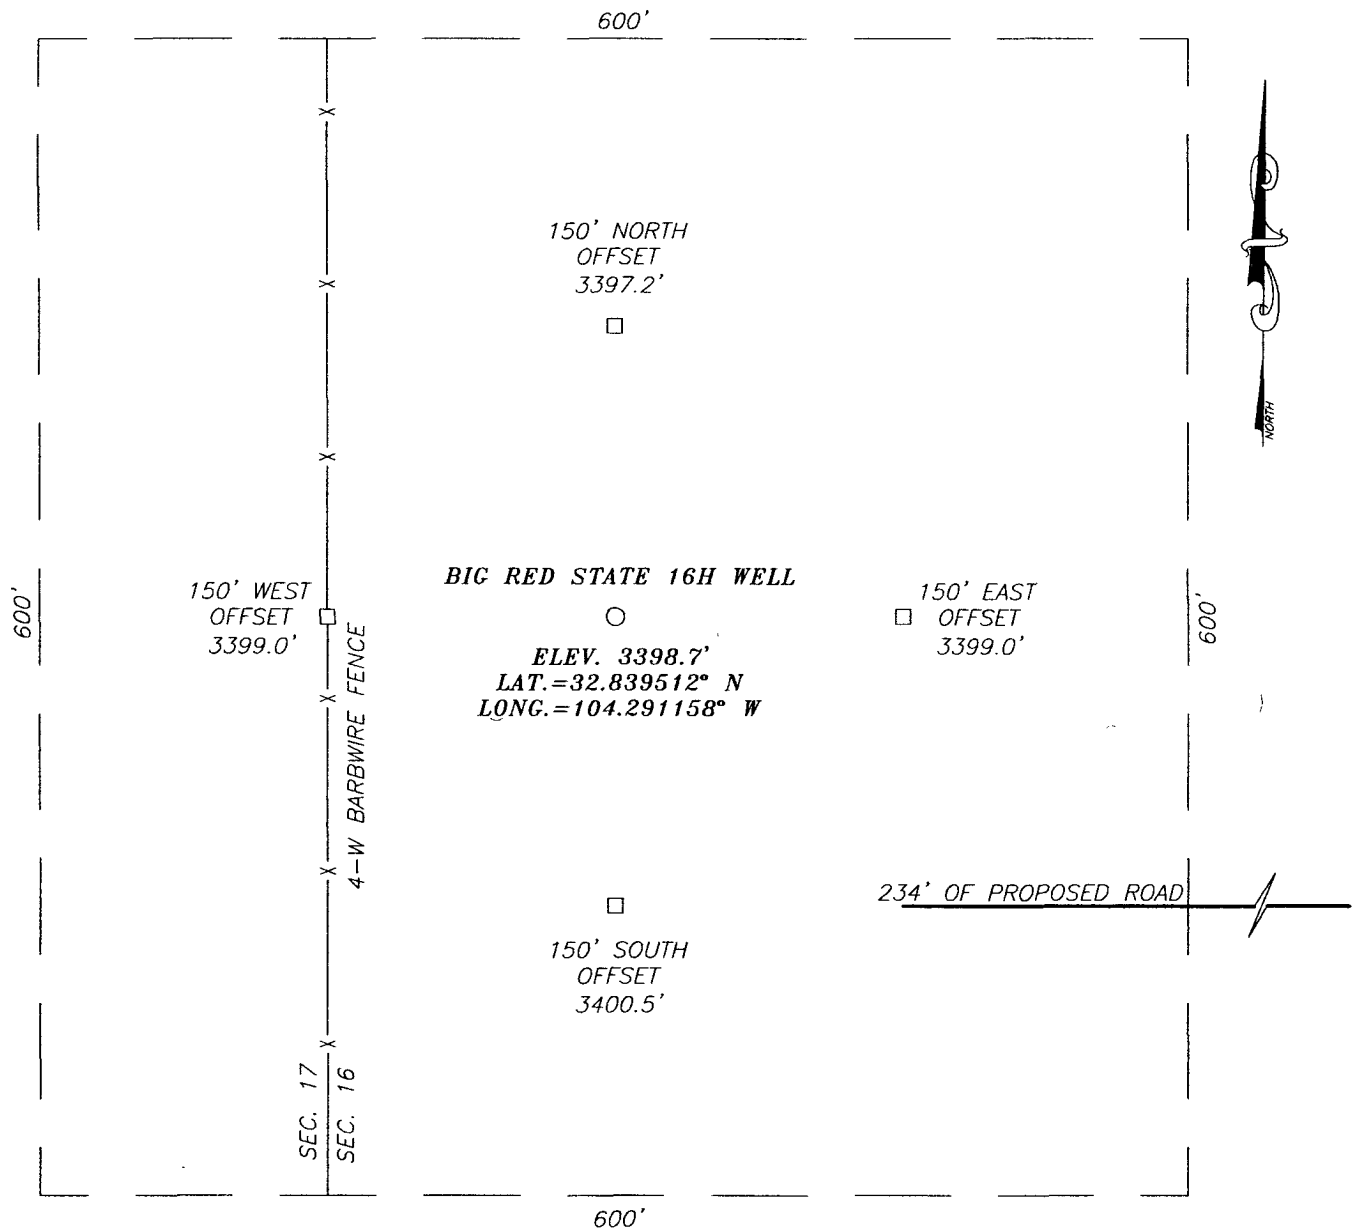 600'
150' NORTH
OFFSET
3397.2'
NORTH
BIG RED STATE 16H WELL
150' WEST
OFFSET
3399.0'
150' EAST
OFFSET
3399.0'
600'
600'
ELEV. 3398.7'
LAT.=32.839512° N
LONG.=104.291158° W
4-W BARBWIRE FENCE
234' OF PROPOSED ROAD
150' SOUTH
OFFSET
3400.5'
SEC. 17
SEC. 16
600'